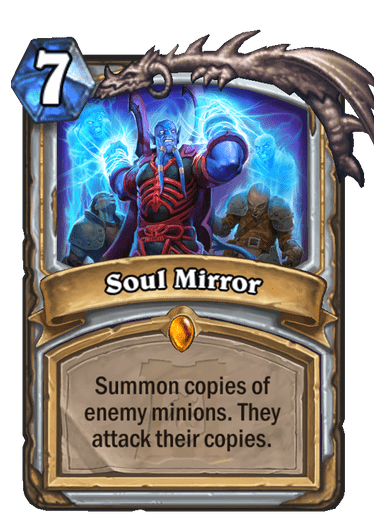 7
Soul Mirror
Summon copies of
enemy minions. They
attack their copies.